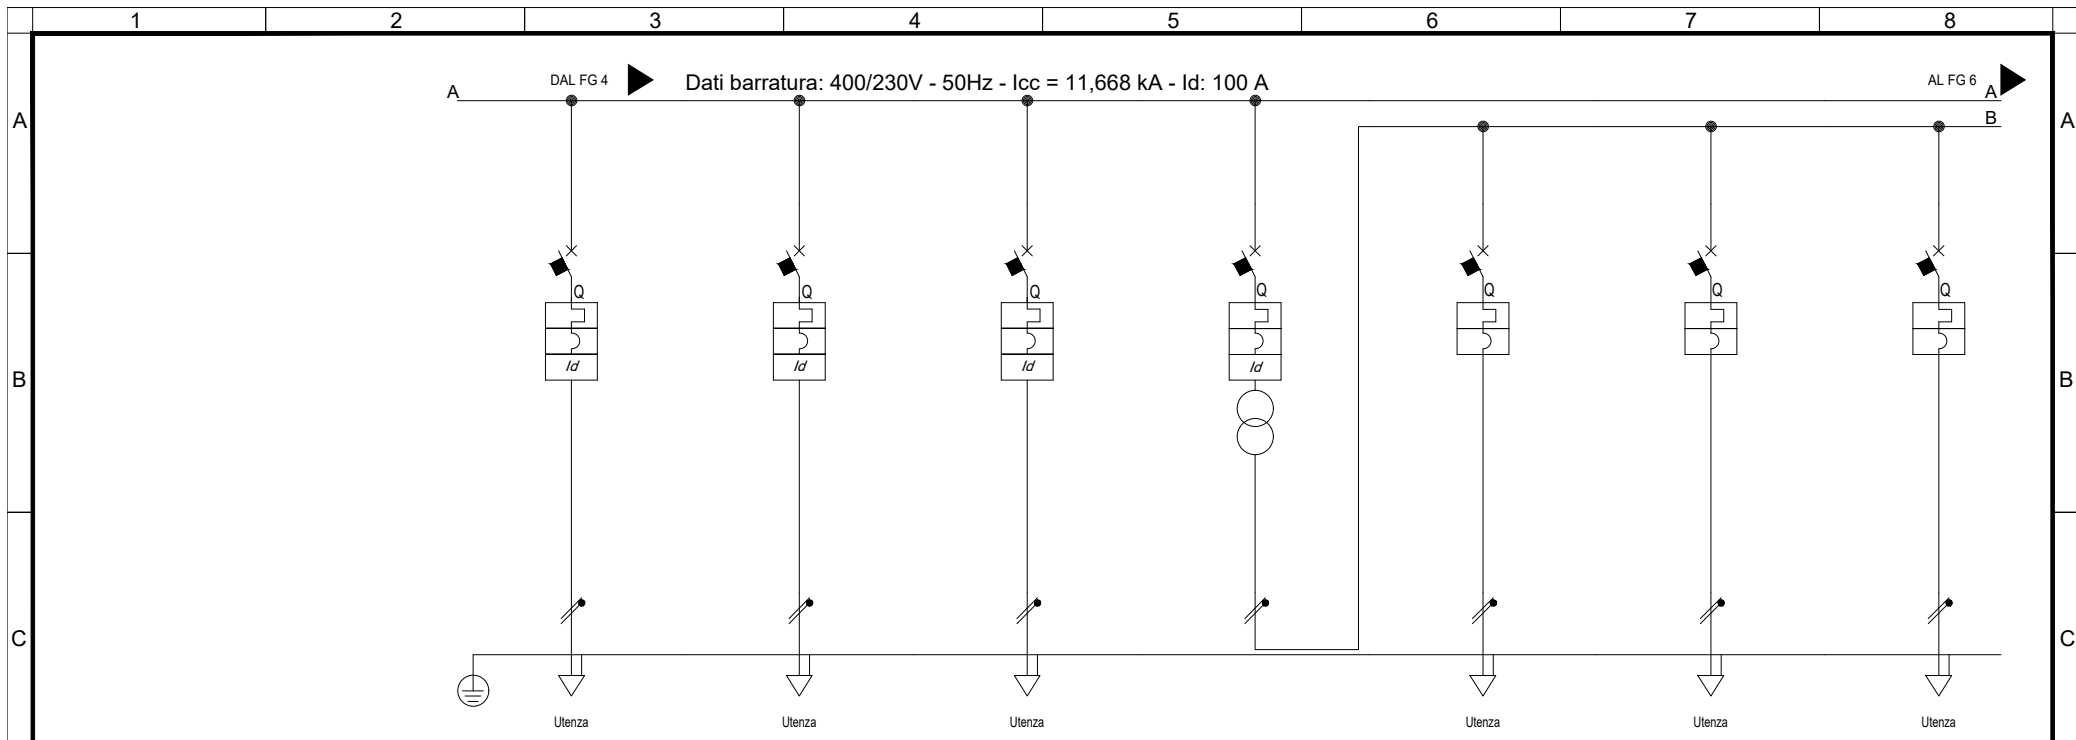 1 2 3 4 5 6 7 8
DAL FG 4 Dati barratura: 400/230V - 50Hz - Icc = 11,668 kA - Id: 100 A AL FG 6
A A
A B A
Q Q Q Q Q Q Q
Id Id Id Id
B B
C C
Utenza Utenza Utenza Utenza Utenza Utenza